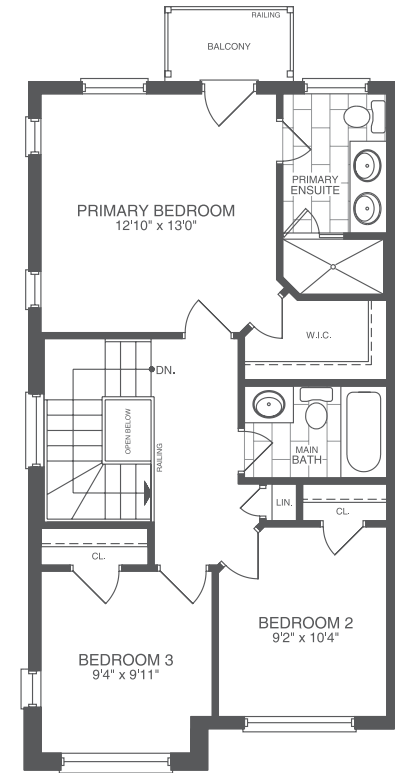 RAILING
BALCONY
PRIMARY
ENSUITE
PRIMARY BEDROOM
12'10" x 13'0"
W.I.C.
DN.
OPEN BELOW
RAILING
MAIN
BATH
LIN.
CL.
CL.
BEDROOM 2
9'2" x 10'4"
BEDROOM 3
9'4" x 9'11"